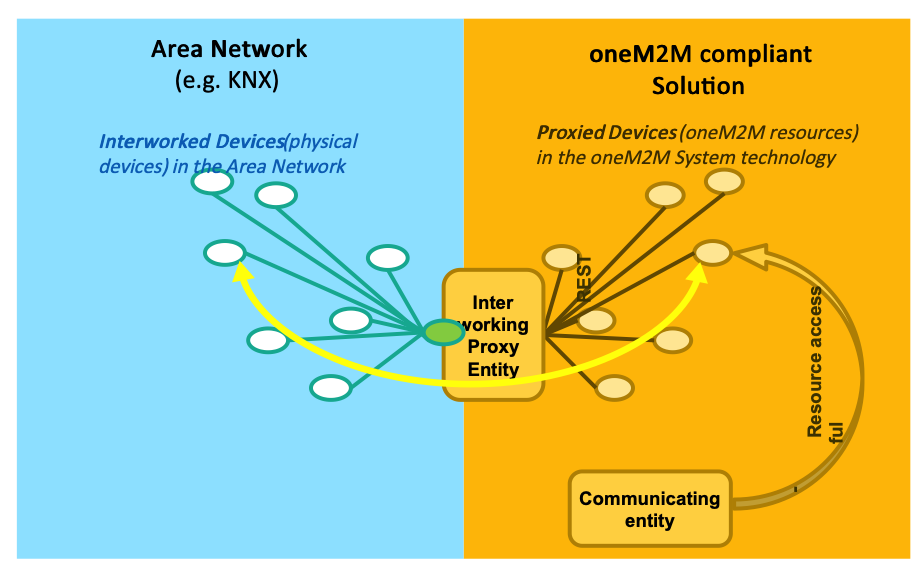 Area Network
(e.g. KNX)
Interworked Devices(physical
devices) in the Area Network
oneM2M compliant
Solution
Proxied Devices (oneM2M resources)
in the oneM2M System technology
Inter
working
Proxy
Entity
REST
Resource access
ful
-
Communicating
entity